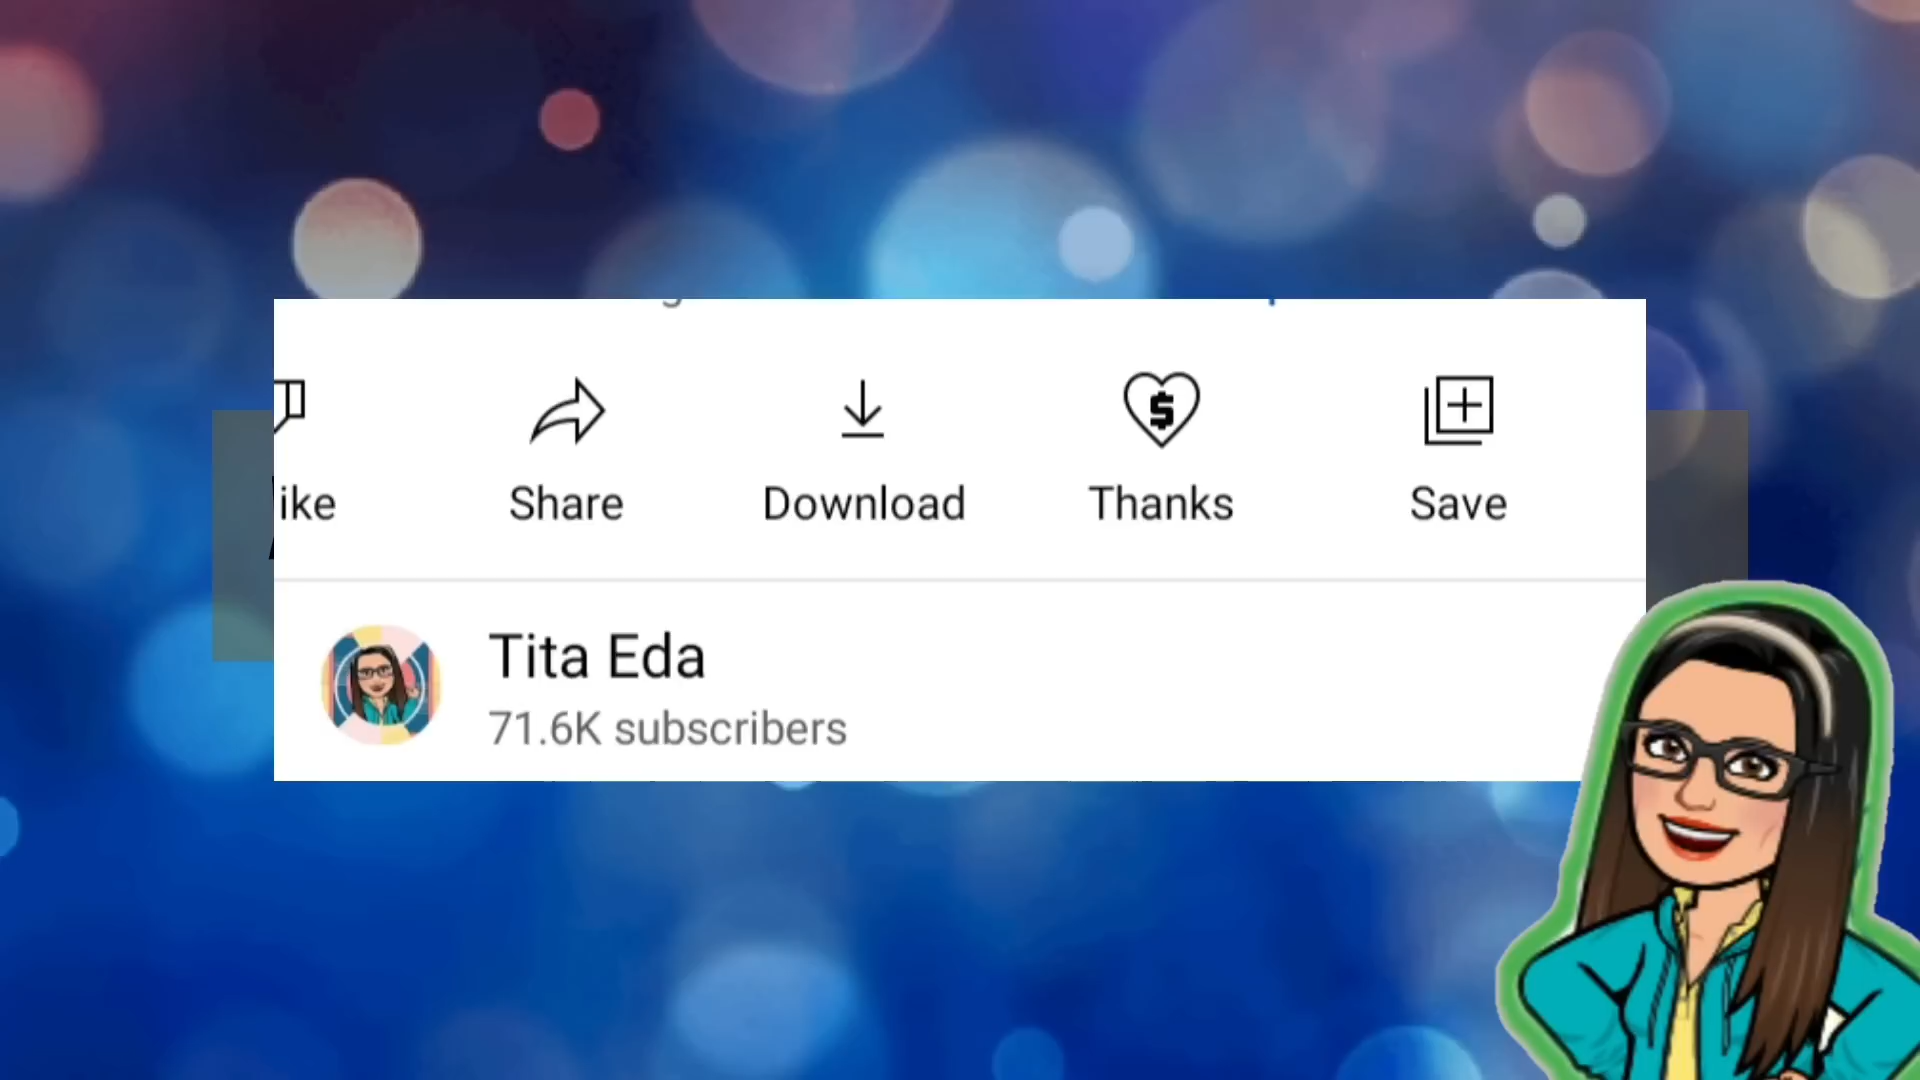 ike
Share
Download
Thanks
Save
Tita Eda
71.6K subscribers